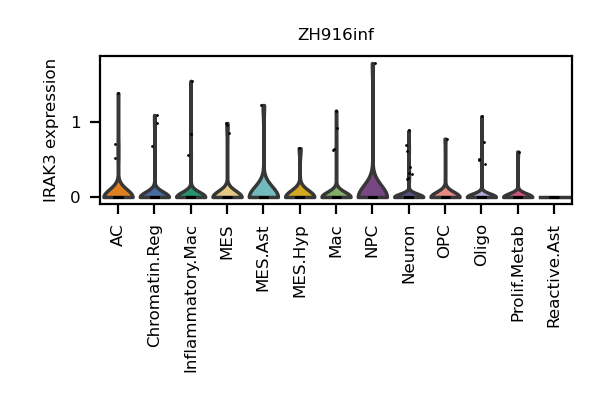 ZH916inf
IRAK3 expression
1
0
AC
Chromatin.Reg
Inflammatory.Mac
MES
MES.Ast
MES.Hyp
Mac
NPC
Neuron
OPC
Oligo
Prolif.Metab
Reactive.Ast